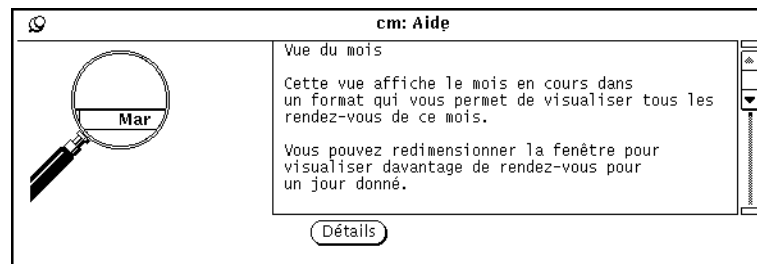 cm: Aide
Mar
Vue du mois
Cette vue affiche le mois en cours dans
un format qui vous permet de visualiser tous les
rendez-vous de ce mois.
Vous pouvez redimensionner la fenêtre pour
visualiser davantage de rendez-vous pour
un jour donné.
Détails